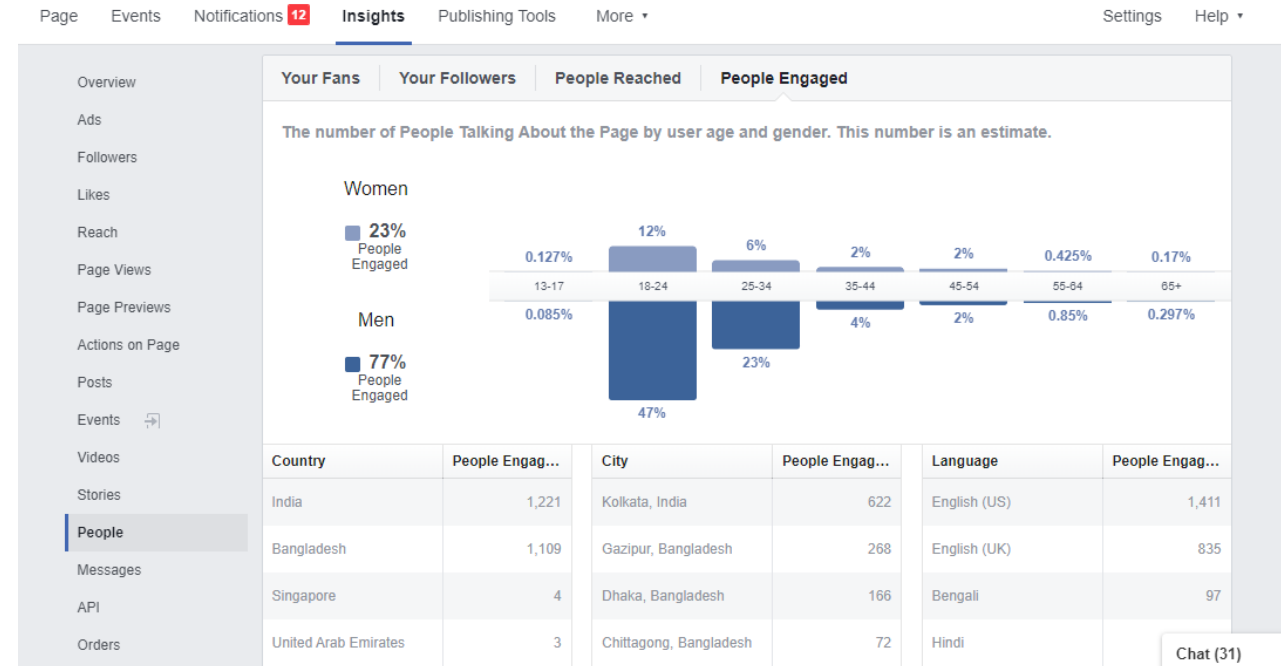 Page Events Notifications 12 Insights Publishing Tools More Settings Help
Overview
Ads
Followers
Likes
Reach
Page Views
Page Previews
Actions on Page
Posts
Events
Videos
Stories
People
Messages
API
Orders
Your Fans Your Followers People Reached People Engaged
The number of People Talking About the Page by user age and gender. This number is an estimate.
Women
23%
People
Engaged
0.127% 12% 6% 2% 2% 0.425% 0.17%
13-17 18-24 25-34 35-44 45-54 55-64 65+
Men
77%
People
Engaged
0.085% 47% 23% 4% 2% 0.85% 0.297%
Country People Engag... City People Engag... Language People Engag...
India 1,221 Kolkata, India 622 English (US) 1,411
Bangladesh 1,109 Gazipur, Bangladesh 268 English (UK) 835
Singapore 4 Dhaka, Bangladesh 166 Bengali 97
United Arab Emirates 3 Chittagong, Bangladesh 72 Hindi
Chat (31)